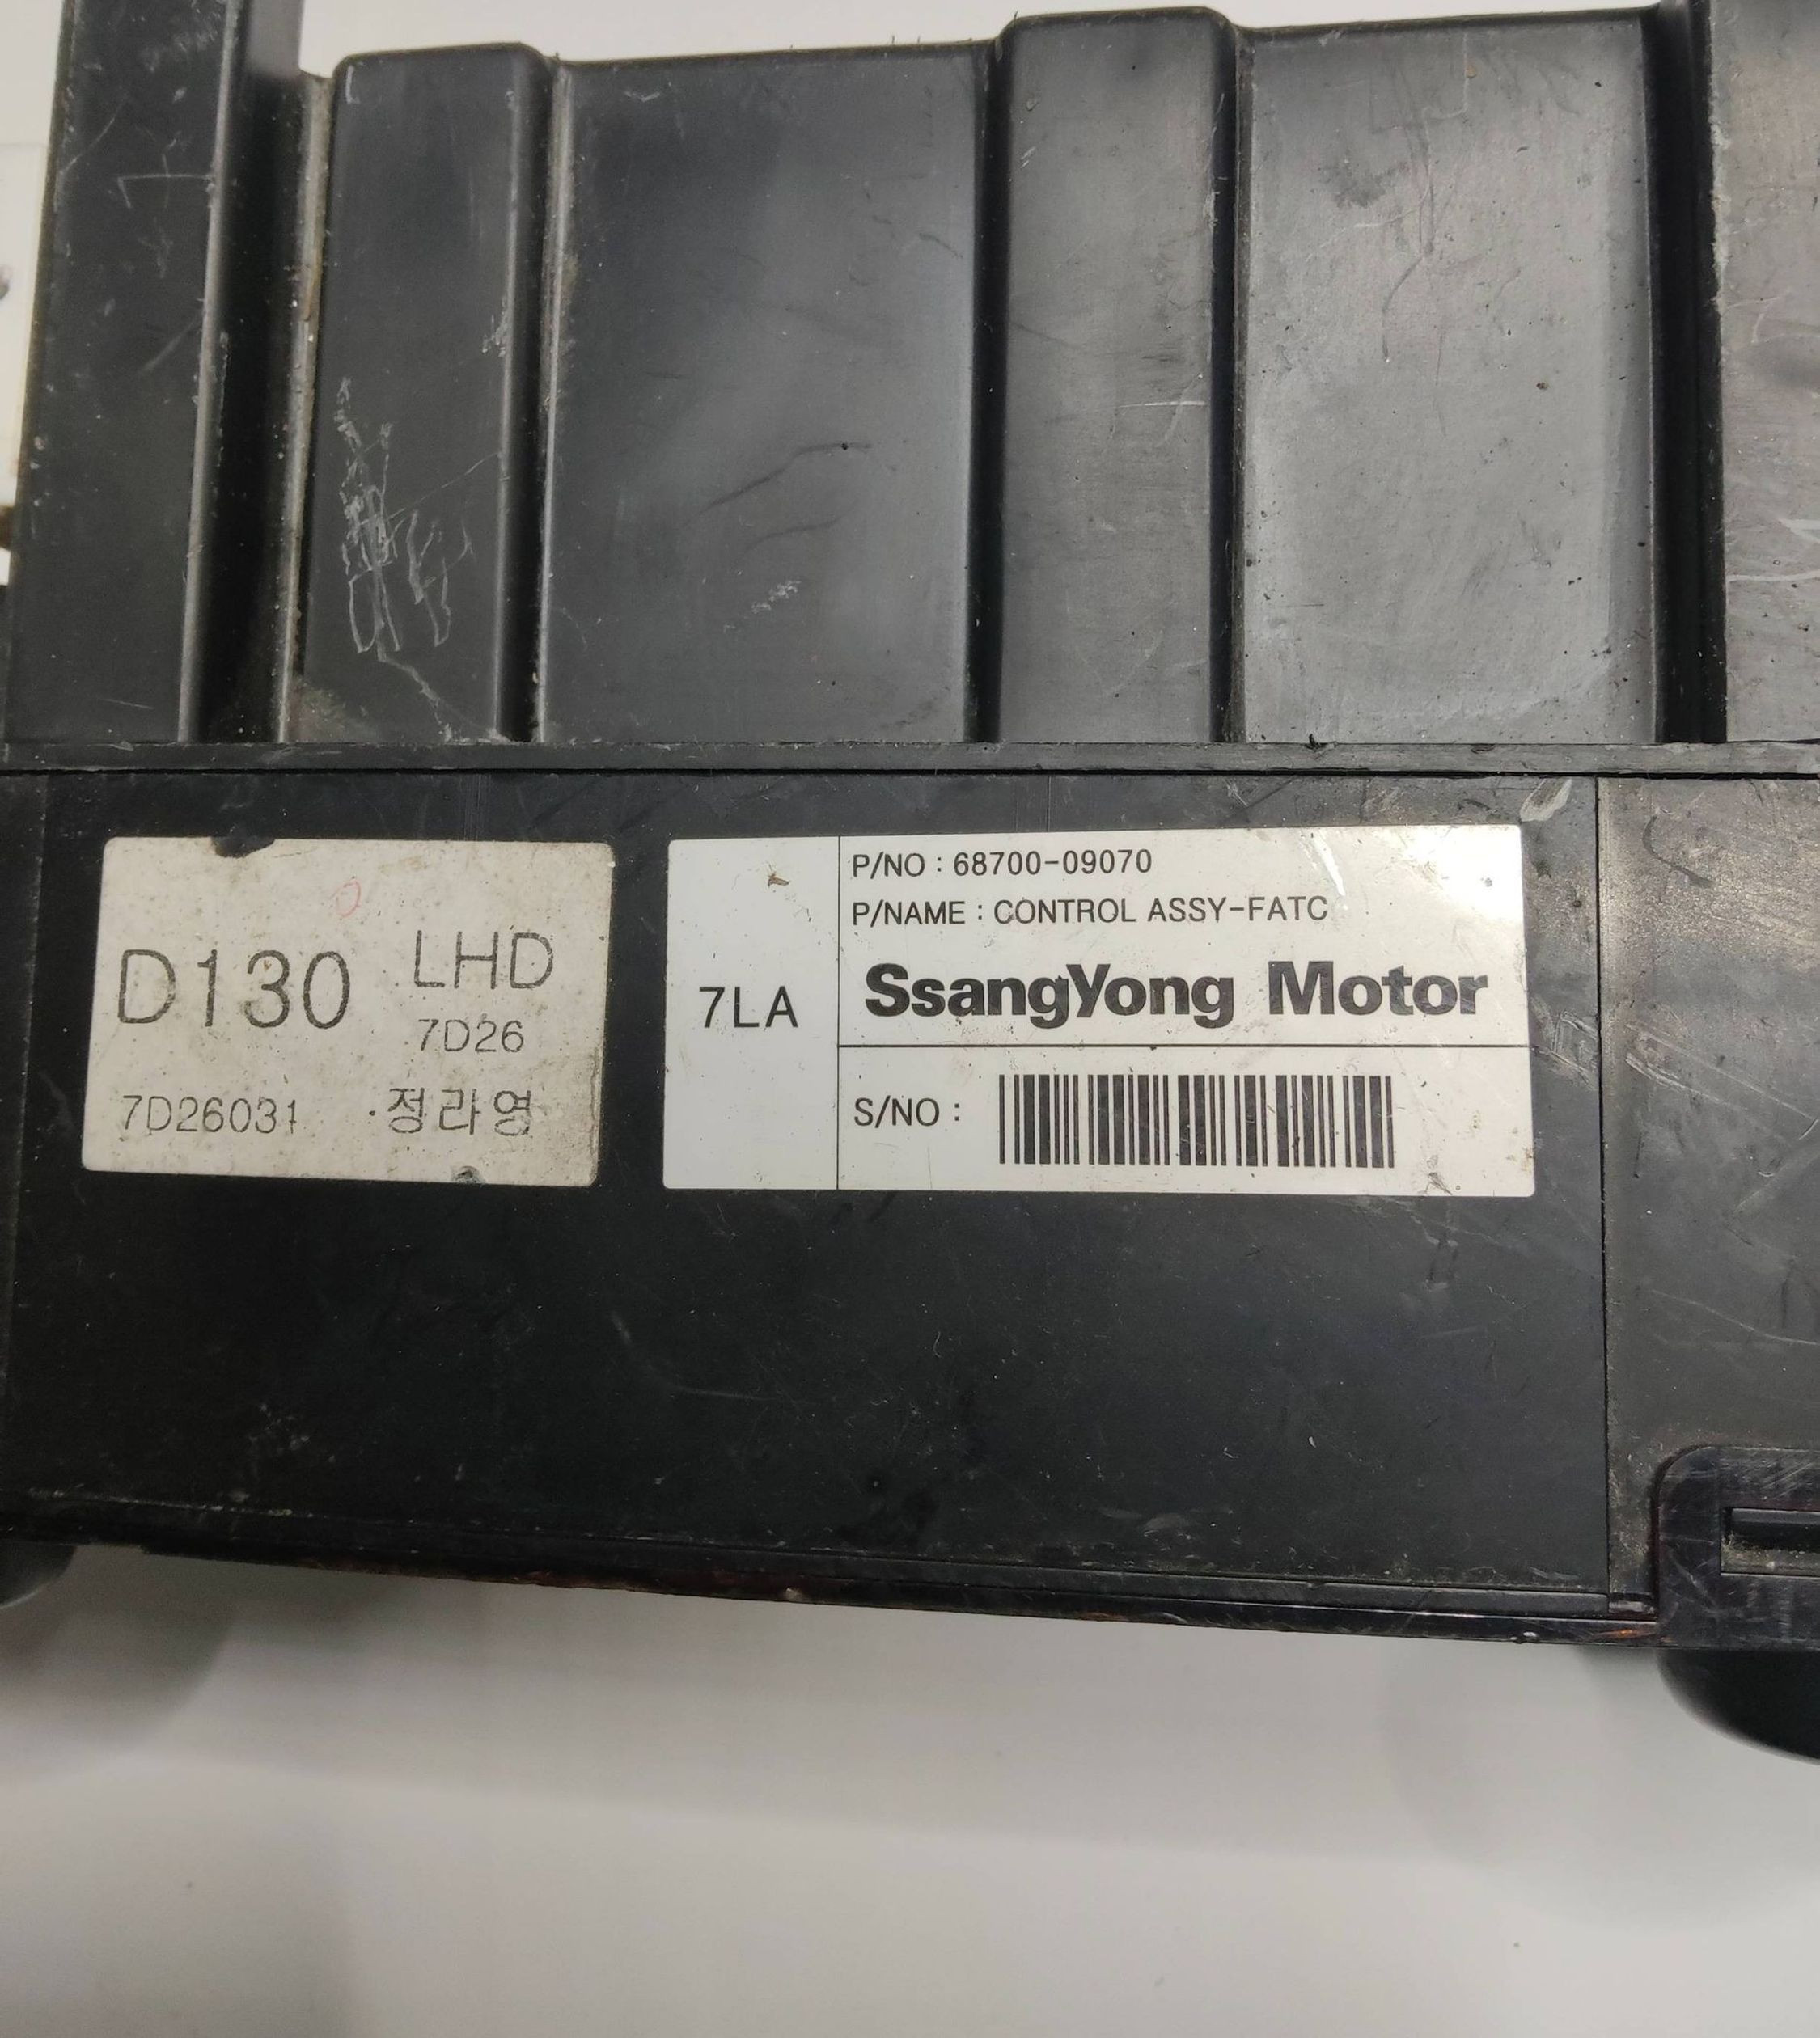 D130 LHD
7D26
7D26031 정라영
7LA
P/NO : 68700-09070
P/NAME : CONTROL ASSY-FATC
SsangYong Motor
S/NO :